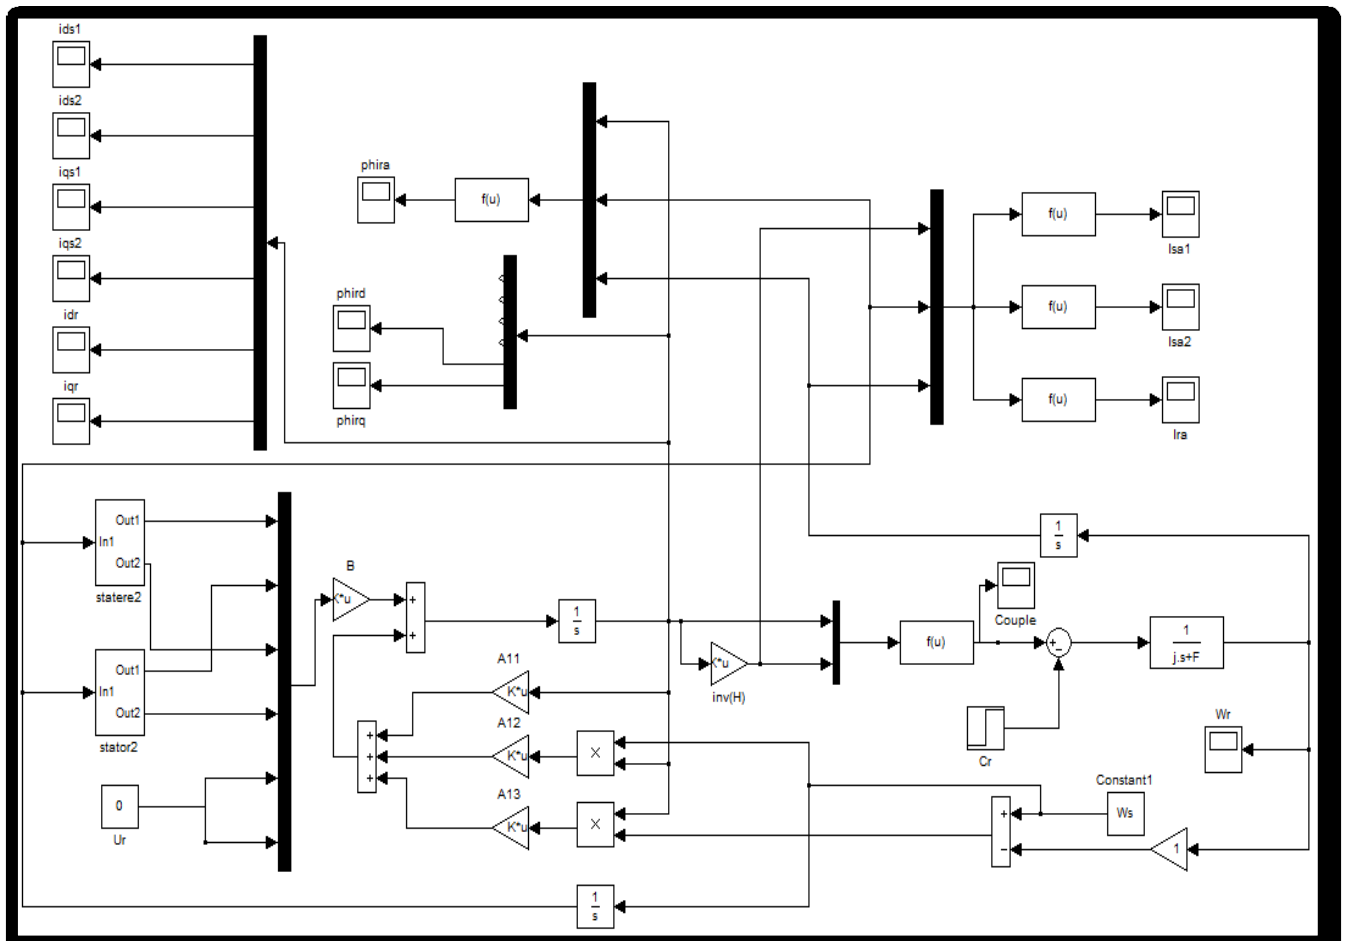 ids1
ids2
iqs1
iqs2
idr
iqr
phira
f(u)
phird
phirq
f(u)
Isa1
f(u)
Isa2
f(u)
Ira
Out1
In1
Out2
statere2
Out1
In1
Out2
stator2
0
Ur
B
K*u
+
+
1
s
A11
K*u
A12
K*u
A13
K*u
+
+
+
X
X
1
s
K*u
inv(H)
f(u)
Couple
+
−
1
s
1
j.s+F
Cr
Wr
Constant1
Ws
+
−
1